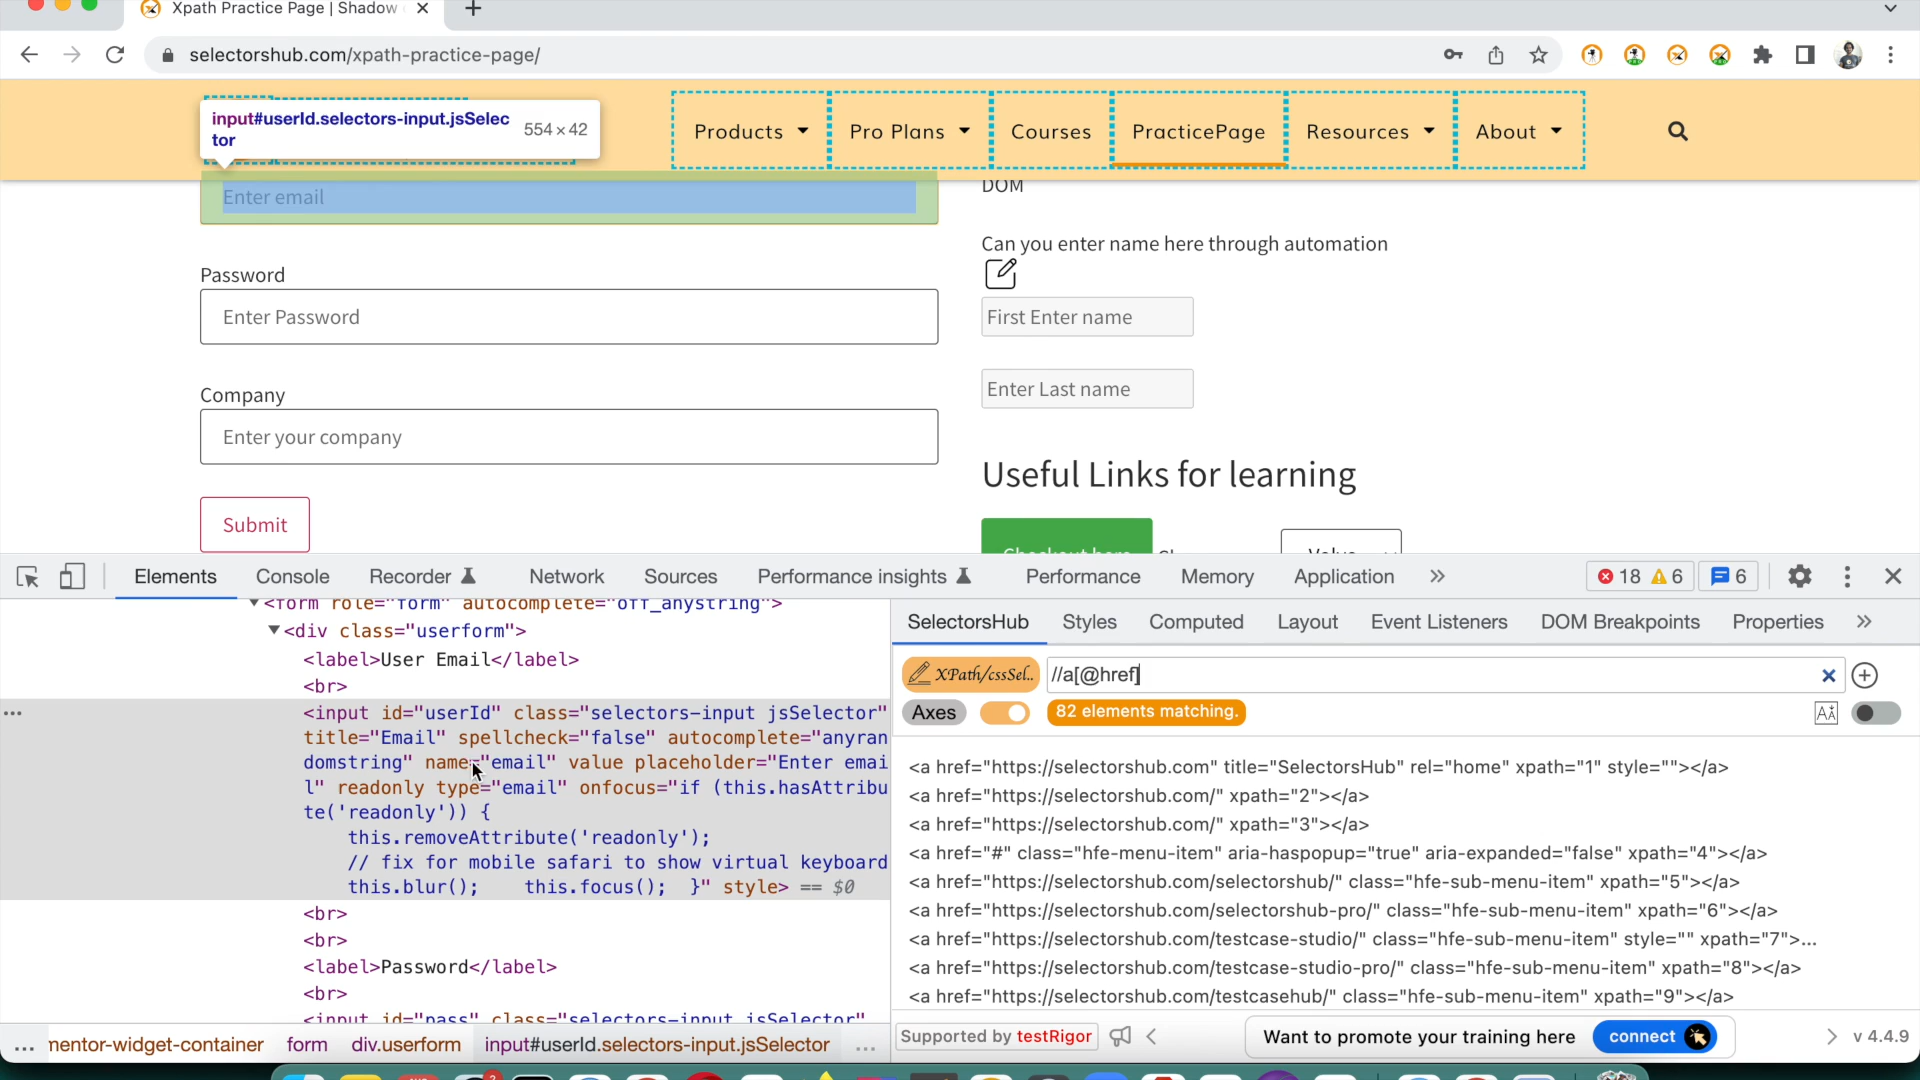 Xpath Practice Page | Shadow
selectorshub.com/xpath-practice-page/
input#userId.selectors-input.jsSelec
tor
554 × 42
Products
Pro Plans
Courses
PracticePage
Resources
About
Enter email
DOM
Can you enter name here through automation
Password
Enter Password
First Enter name
Enter Last name
Company
Enter your company
Useful Links for learning
Submit
Elements
Console
Recorder
Network
Sources
Performance insights
Performance
Memory
Application
18
6
6
<form role="form" autocomplete="off_anystring">
<div class="userform">
<label>User Email</label>
<br>
<input id="userId" class="selectors-input jsSelector"
title="Email" spellcheck="false" autocomplete="anyran
domstring" name="email" value placeholder="Enter emai
l" readonly type="email" onfocus="if (this.hasAttribu
te('readonly')) {
this.removeAttribute('readonly');
// fix for mobile safari to show virtual keyboard
this.blur();    this.focus();  }" style> == $0
<br>
<br>
<label>Password</label>
<br>
<input id="pass" class="selectors-input jsSelector"
... mentor-widget-container
form
div.userform
input#userId.selectors-input.jsSelector
...
SelectorsHub
Styles
Computed
Layout
Event Listeners
DOM Breakpoints
Properties
XPath/cssSel..
//a[@href]
Axes
82 elements matching.
<a href="https://selectorshub.com" title="SelectorsHub" rel="home" xpath="1" style=""></a>
<a href="https://selectorshub.com/" xpath="2"></a>
<a href="https://selectorshub.com/" xpath="3"></a>
<a href="#" class="hfe-menu-item" aria-haspopup="true" aria-expanded="false" xpath="4"></a>
<a href="https://selectorshub.com/selectorshub/" class="hfe-sub-menu-item" xpath="5"></a>
<a href="https://selectorshub.com/selectorshub-pro/" class="hfe-sub-menu-item" xpath="6"></a>
<a href="https://selectorshub.com/testcase-studio/" class="hfe-sub-menu-item" style="" xpath="7">...
<a href="https://selectorshub.com/testcase-studio-pro/" class="hfe-sub-menu-item" xpath="8"></a>
<a href="https://selectorshub.com/testcasehub/" class="hfe-sub-menu-item" xpath="9"></a>
Supported by testRigor
Want to promote your training here
connect
v 4.4.9